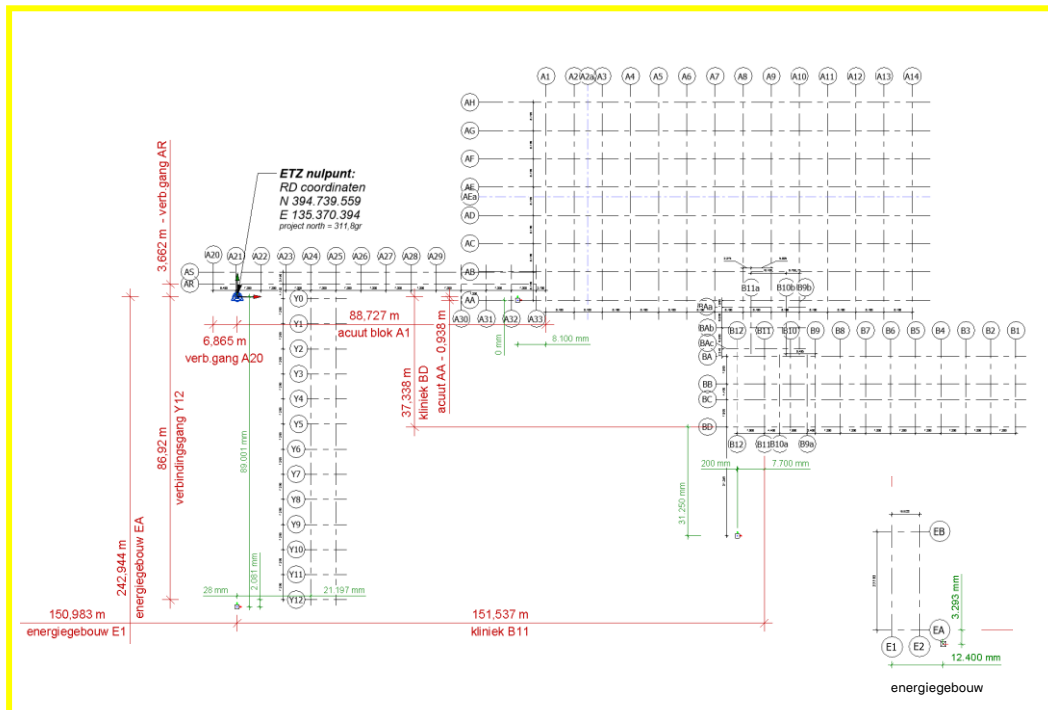 A1
A2
A2a
A3
A4
A5
A6
A7
A8
A9
A10
A11
A12
A13
A14
AH
AG
AF
AE
AEa
AD
AC
AB
AA
3,662 m - verb.gang AR
ETZ nulpunt:
RD coordinaten
N 394.739.559
E 135.370.394
project north = 311,8gr
A20
A21
A22
A23
A24
A25
A26
A27
A28
A29
AS
AR
A30
A31
A32
A33
Y0
Y1
Y2
Y3
Y4
Y5
Y6
Y7
Y8
Y9
Y10
Y11
Y12
88,727 m
acuut blok A1
6,865 m
verb.gang A20
0 mm
8.100 mm
acuut AA - 0,938 m
37,338 m
kliniek BD
86,92 m
verbindingsgang Y12
89.001 mm
242,944 m
energiegebouw EA
2.081 mm
28 mm
21.197 mm
150,983 m
energiegebouw E1
151,537 m
kliniek B11
B11a
B10b
B9b
BAa
BAb
BAc
BA
BB
BC
BD
B12
B11
B10
B9
B8
B7
B6
B5
B4
B3
B2
B1
B12
B11
B10a
B9a
200 mm
7.700 mm
31.250 mm
EB
EA
E1
E2
3.293 mm
12.400 mm
energiegebouw